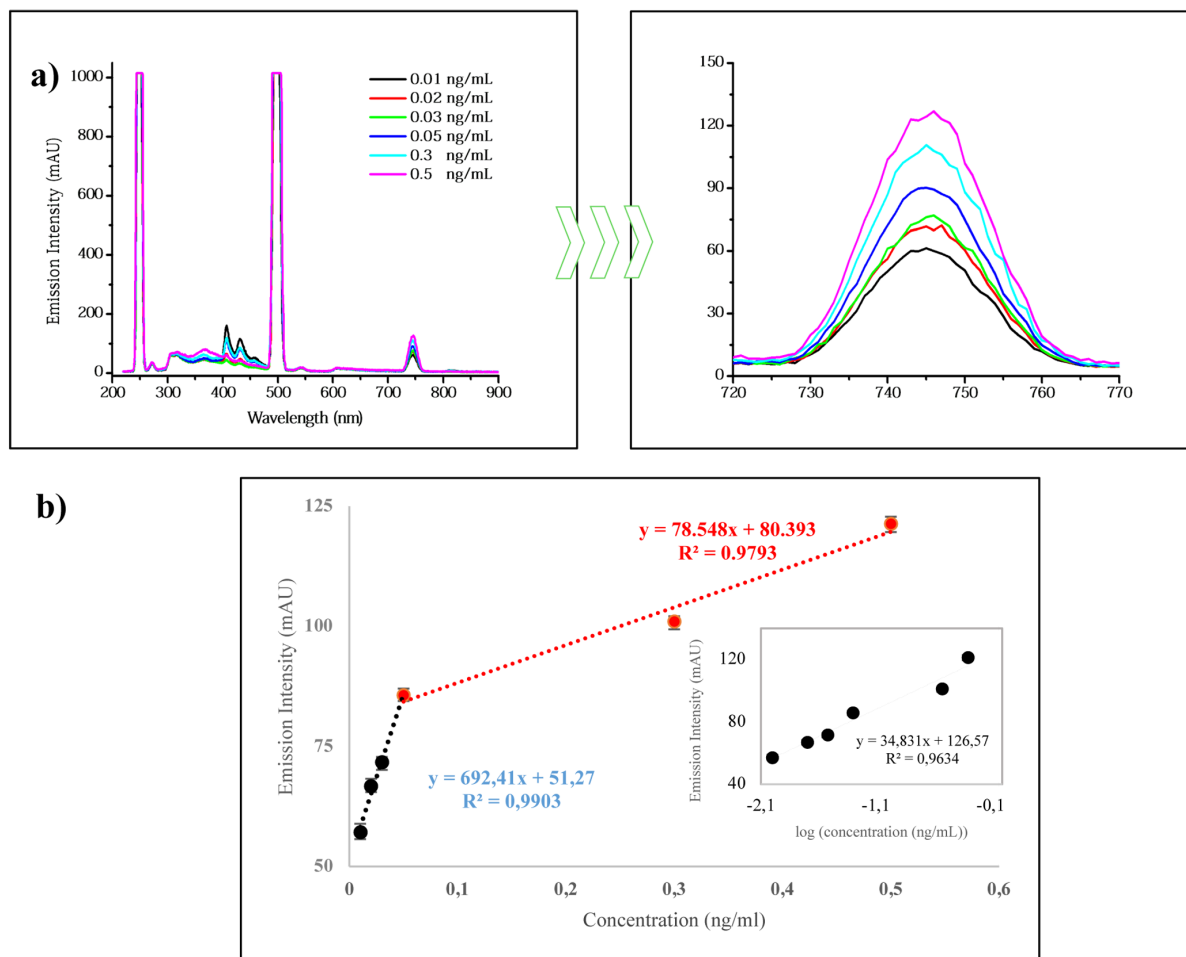 a)
Emission Intensity (mAU)
1000
800
600
400
200
0
200 300 400 500 600 700 800 900
Wavelength (nm)
0.01 ng/mL
0.02 ng/mL
0.03 ng/mL
0.05 ng/mL
0.3 ng/mL
0.5 ng/mL
150
120
90
60
30
0
720 730 740 750 760 770
b)
Emission Intensity (mAU)
125
100
75
50
0 0,1 0,2 0,3 0,4 0,5 0,6
Concentration (ng/ml)
y = 78.548x + 80.393
R² = 0.9793
y = 692,41x + 51,27
R² = 0,9903
Emission Intensity (mAU)
120
80
40
-2,1 -1,1 -0,1
log (concentration (ng/mL))
y = 34,831x + 126,57
R² = 0,9634